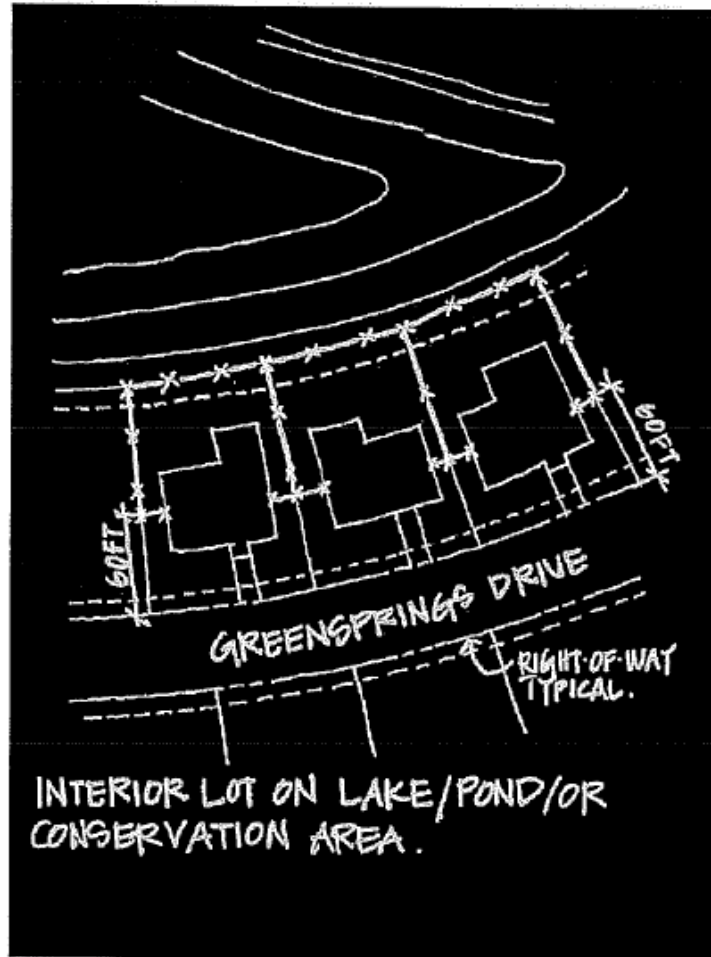 60FT
60FT
GREENSPRINGS DRIVE
RIGHT-OF-WAY
TYPICAL.
INTERIOR LOT ON LAKE/POND/OR
CONSERVATION AREA.